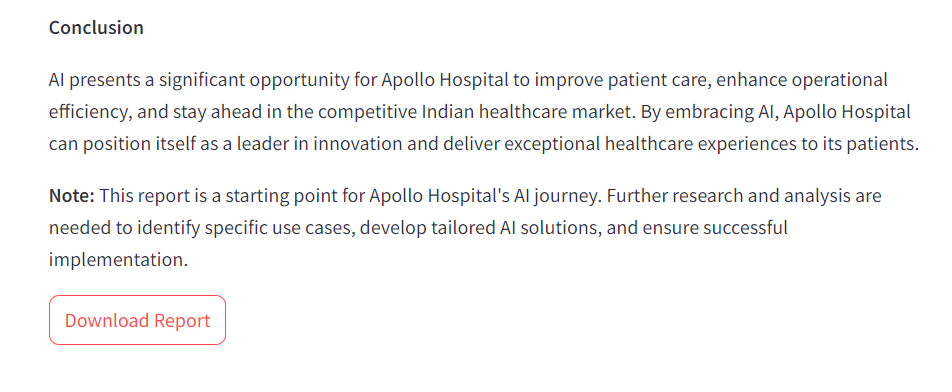 Conclusion
AI presents a significant opportunity for Apollo Hospital to improve patient care, enhance operational
efficiency, and stay ahead in the competitive Indian healthcare market. By embracing AI, Apollo Hospital
can position itself as a leader in innovation and deliver exceptional healthcare experiences to its patients.
Note: This report is a starting point for Apollo Hospital's AI journey. Further research and analysis are
needed to identify specific use cases, develop tailored AI solutions, and ensure successful
implementation.
Download Report